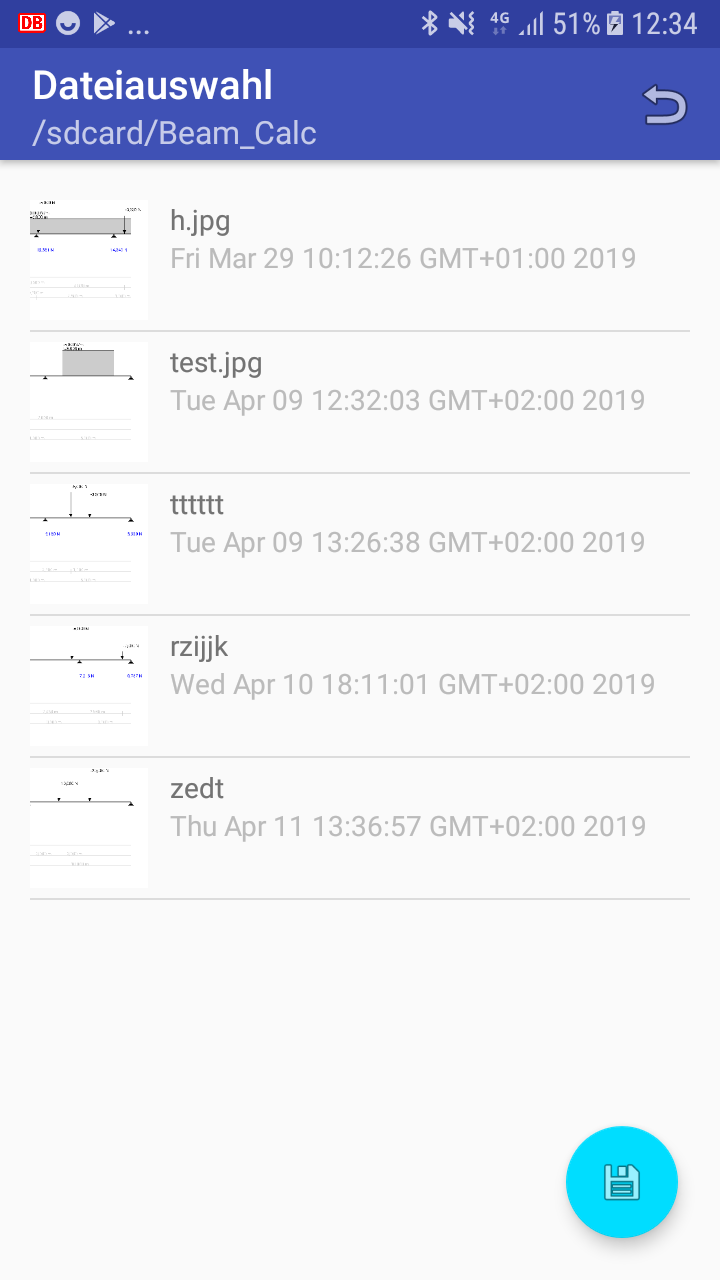 DB
...
4G
51%
12:34
Dateiauswahl
/sdcard/Beam_Calc
h.jpg
Fri Mar 29 10:12:26 GMT+01:00 2019
test.jpg
Tue Apr 09 12:32:03 GMT+02:00 2019
tttttt
Tue Apr 09 13:26:38 GMT+02:00 2019
rzijjk
Wed Apr 10 18:11:01 GMT+02:00 2019
zedt
Thu Apr 11 13:36:57 GMT+02:00 2019